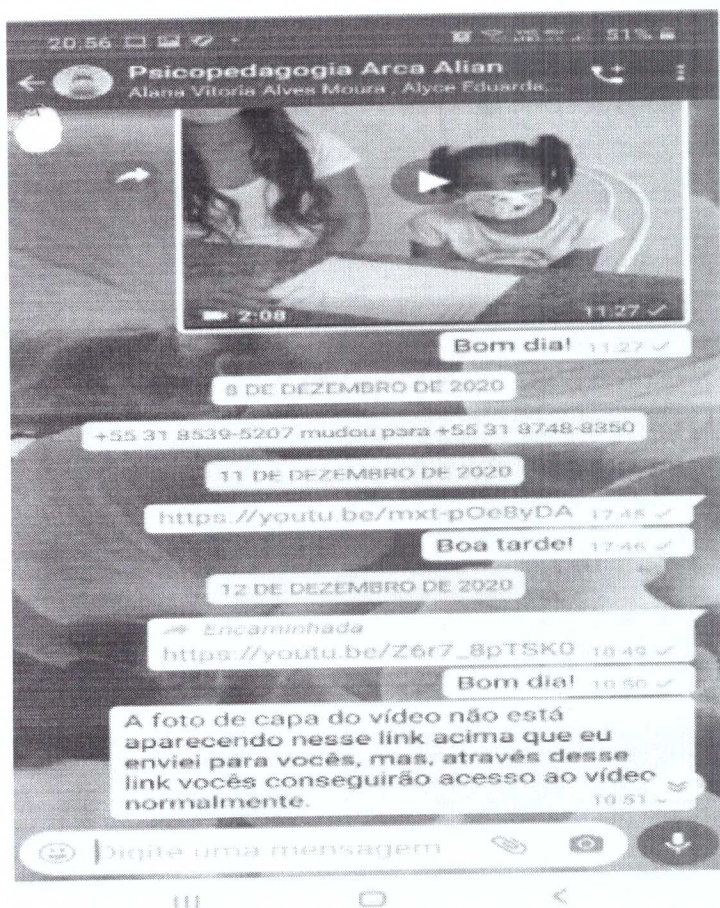 20:56
51%
Psicopedagogia Arca Alian
Alana Vitoria Alves Moura , Alyce Eduarda...
2:08
11:27
Bom dia! 11:27
8 DE DEZEMBRO DE 2020
+55 31 8539-5207 mudou para +55 31 8748-8350
11 DE DEZEMBRO DE 2020
https://youtu.be/mxt-pOe8yDA
Boa tarde! 17:46
12 DE DEZEMBRO DE 2020
Encaminhada
https://youtu.be/Z6r7_8pTSK0 10:49
Bom dia! 10:50
A foto de capa do vídeo não está
aparecendo nesse link acima que eu
enviei para vocês, mas, através desse
link vocês conseguirão acesso ao vídeo
normalmente. 10:51
Digite uma mensagem